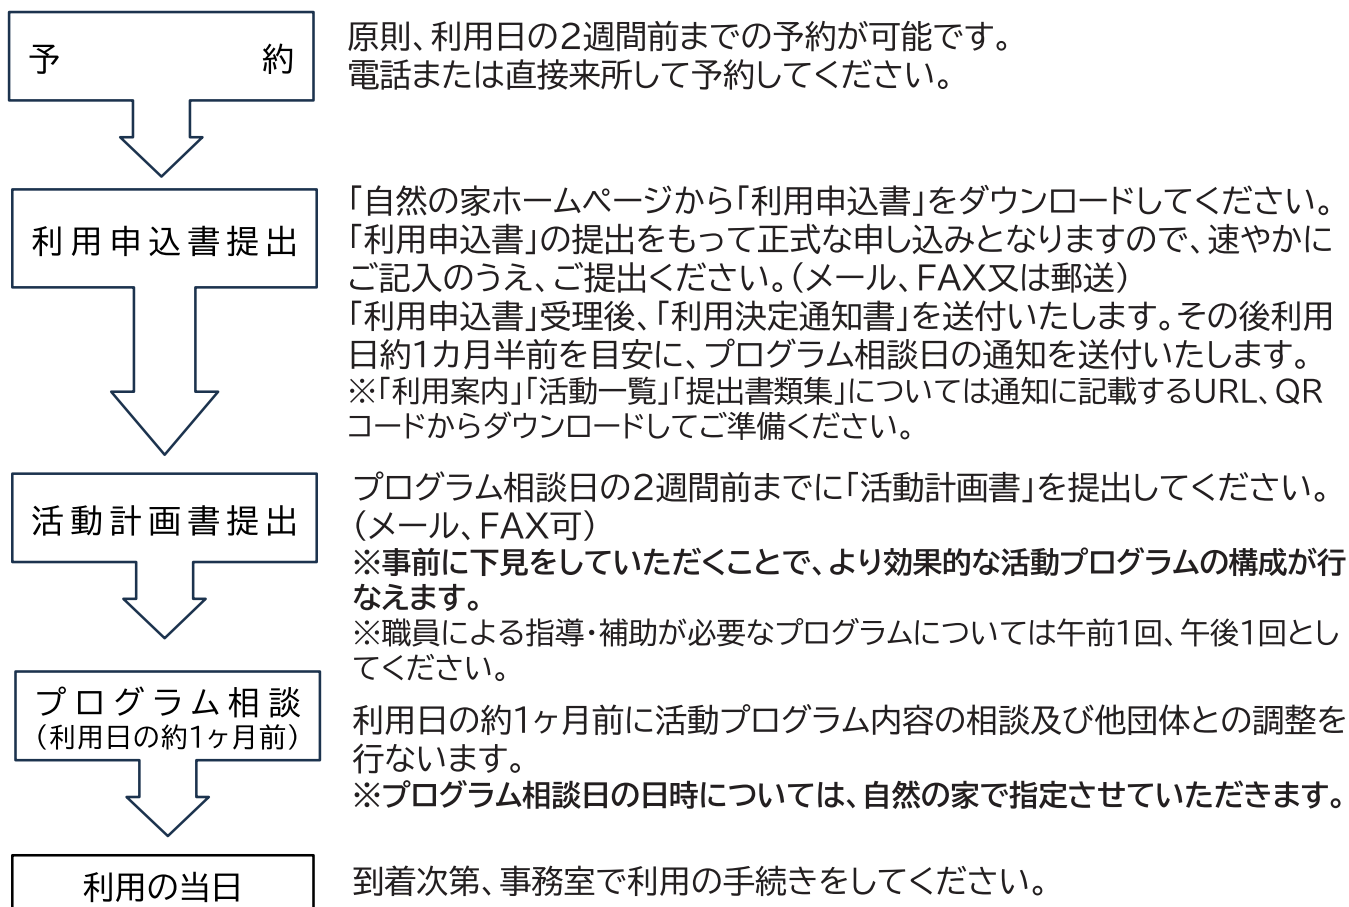 予約
原則、利用日の2週間前までの予約が可能です。
電話または直接来所して予約してください。
利用申込書提出
「自然の家ホームページから「利用申込書」をダウンロードしてください。
「利用申込書」の提出をもって正式な申し込みとなりますので、速やかに
ご記入のうえ、ご提出ください。(メール、FAX又は郵送)
「利用申込書」受理後、「利用決定通知書」を送付いたします。その後利用
日約1カ月半前を目安に、プログラム相談日の通知を送付いたします。
※「利用案内」「活動一覧」「提出書類集」については通知に記載するURL、QR
コードからダウンロードしてご準備ください。
活動計画書提出
プログラム相談日の2週間前までに「活動計画書」を提出してください。
(メール、FAX可)
※事前に下見をしていただくことで、より効果的な活動プログラムの構成が行
なえます。
※職員による指導・補助が必要なプログラムについては午前1回、午後1回とし
てください。
プログラム相談
(利用日の約1ヶ月前)
利用日の約1ヶ月前に活動プログラム内容の相談及び他団体との調整を
行ないます。
※プログラム相談日の日時については、自然の家で指定させていただきます。
利用の当日
到着次第、事務室で利用の手続きをしてください。